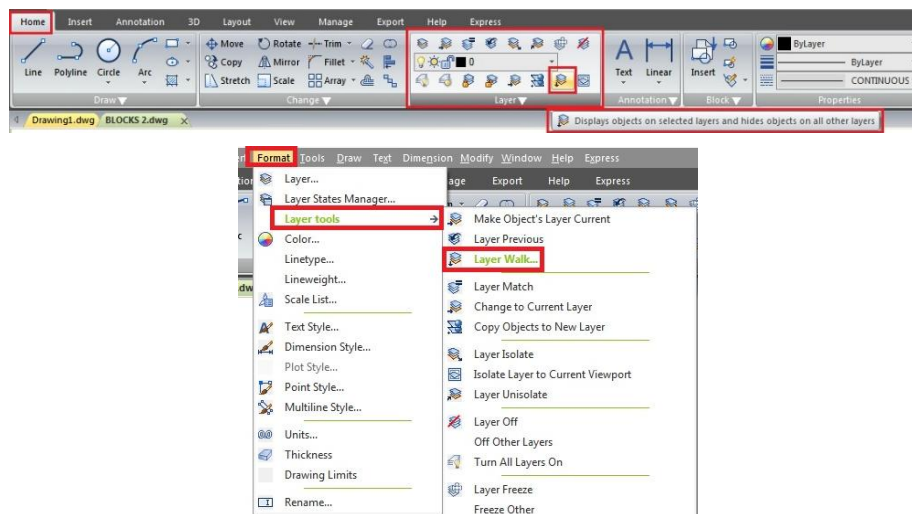 Home Insert Annotation 3D Layout View Manage Export Help Express
Move Rotate Trim
Copy Mirror Fillet
Stretch Scale Array
Line Polyline Circle Arc
0
Text Linear
Insert
ByLayer
ByLayer
CONTINUOUS
Draw Change Layer Annotation Block Properties
Drawing1.dwg BLOCKS 2.dwg x
Displays objects on selected layers and hides objects on all other layers
Format Tools Draw Text Dimension Modify Window Help Express
age Export Help Express
Layer...
Layer States Manager...
Layer tools
Color...
Linetype...
Lineweight...
Scale List...
Text Style...
Dimension Style...
Plot Style...
Point Style...
Multiline Style...
Units...
Thickness
Drawing Limits
Rename...
Make Object's Layer Current
Layer Previous
Layer Walk...
Layer Match
Change to Current Layer
Copy Objects to New Layer
Layer Isolate
Isolate Layer to Current Viewport
Layer Unisolate
Layer Off
Off Other Layers
Turn All Layers On
Layer Freeze
Freeze Other